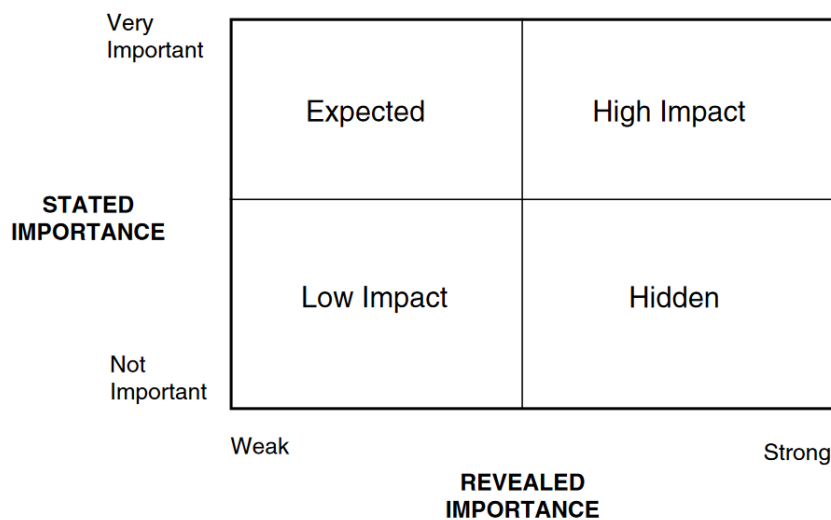 Very
Important
Expected
High Impact
STATED
IMPORTANCE
Low Impact
Hidden
Not
Important
Weak
Strong
REVEALED
IMPORTANCE